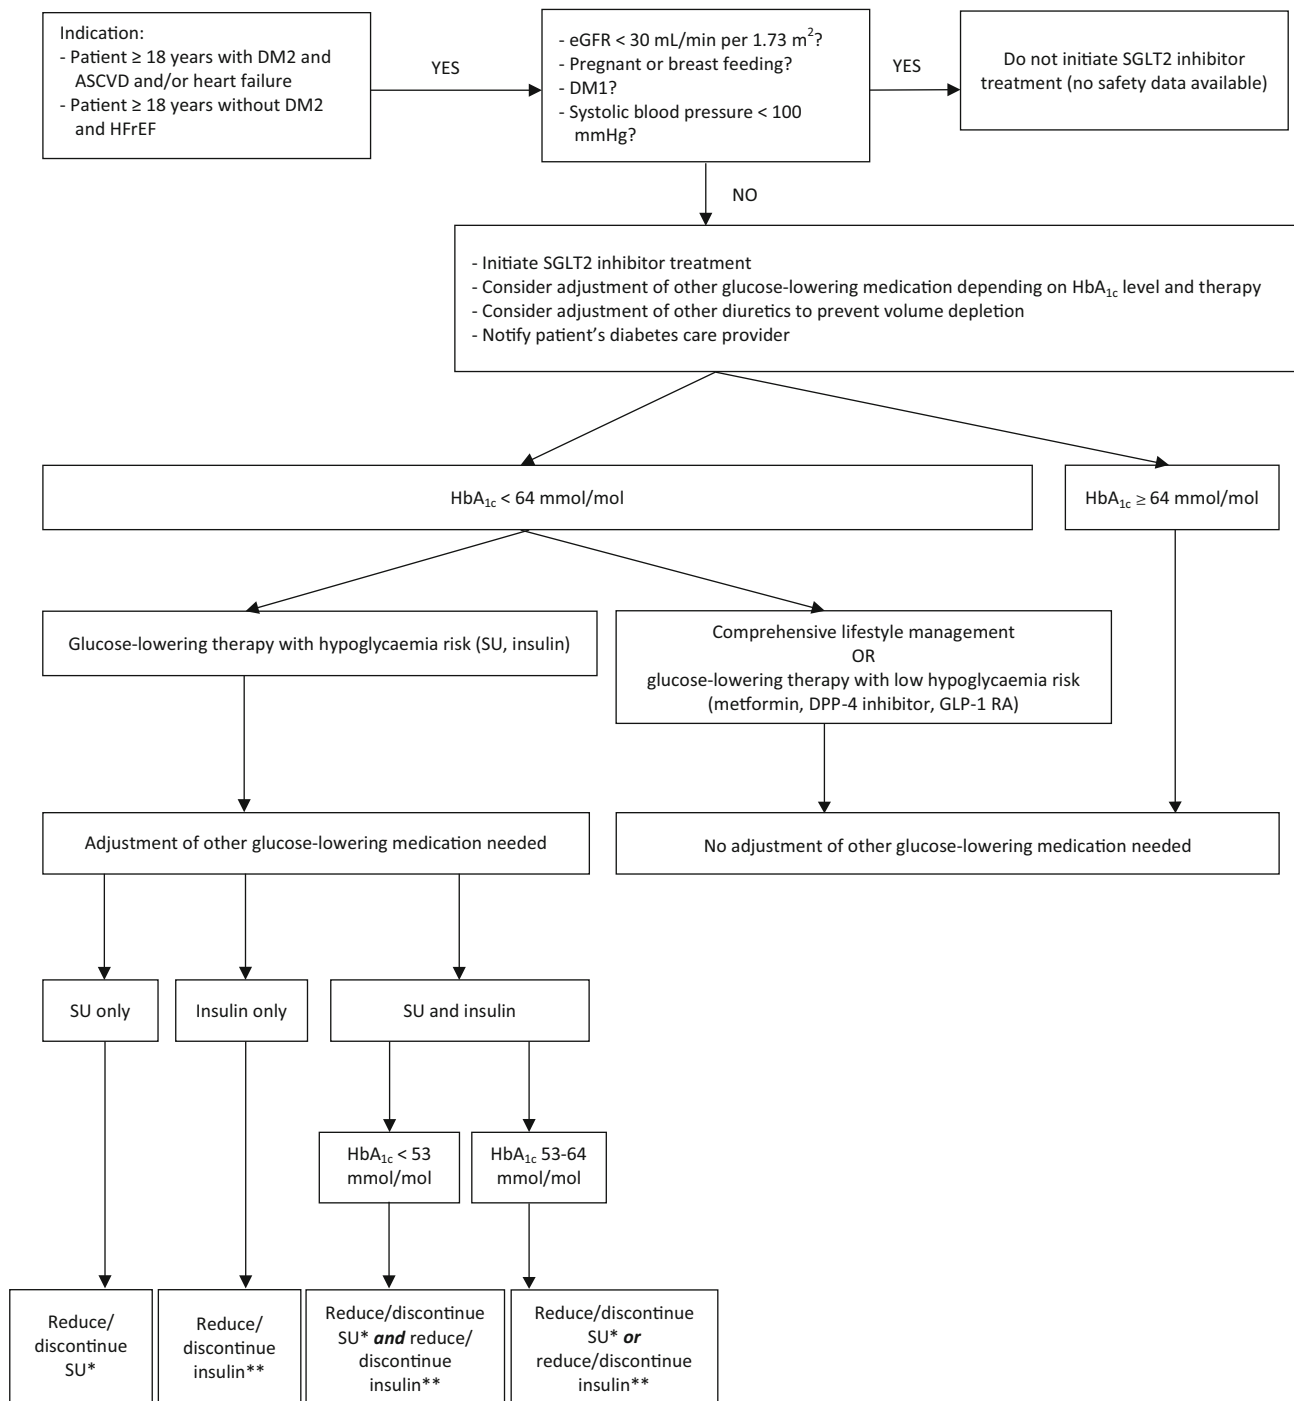 Indication:
- Patient ≥ 18 years with DM2 and
ASCVD and/or heart failure
- Patient ≥ 18 years without DM2
and HFrEF
YES
- eGFR < 30 mL/min per 1.73 m²?
- Pregnant or breast feeding?
- DM1?
- Systolic blood pressure < 100
mmHg?
YES
Do not initiate SGLT2 inhibitor
treatment (no safety data available)
NO
- Initiate SGLT2 inhibitor treatment
- Consider adjustment of other glucose-lowering medication depending on HbA1c level and therapy
- Consider adjustment of other diuretics to prevent volume depletion
- Notify patient's diabetes care provider
HbA1c < 64 mmol/mol
HbA1c ≥ 64 mmol/mol
Glucose-lowering therapy with hypoglycaemia risk (SU, insulin)
Comprehensive lifestyle management
OR
glucose-lowering therapy with low hypoglycaemia risk
(metformin, DPP-4 inhibitor, GLP-1 RA)
Adjustment of other glucose-lowering medication needed
No adjustment of other glucose-lowering medication needed
SU only
Insulin only
SU and insulin
HbA1c < 53
mmol/mol
HbA1c 53-64
mmol/mol
Reduce/
discontinue
SU*
Reduce/
discontinue
insulin**
Reduce/discontinue
SU* and reduce/
discontinue
insulin**
Reduce/discontinue
SU* or
reduce/discontinue
insulin**